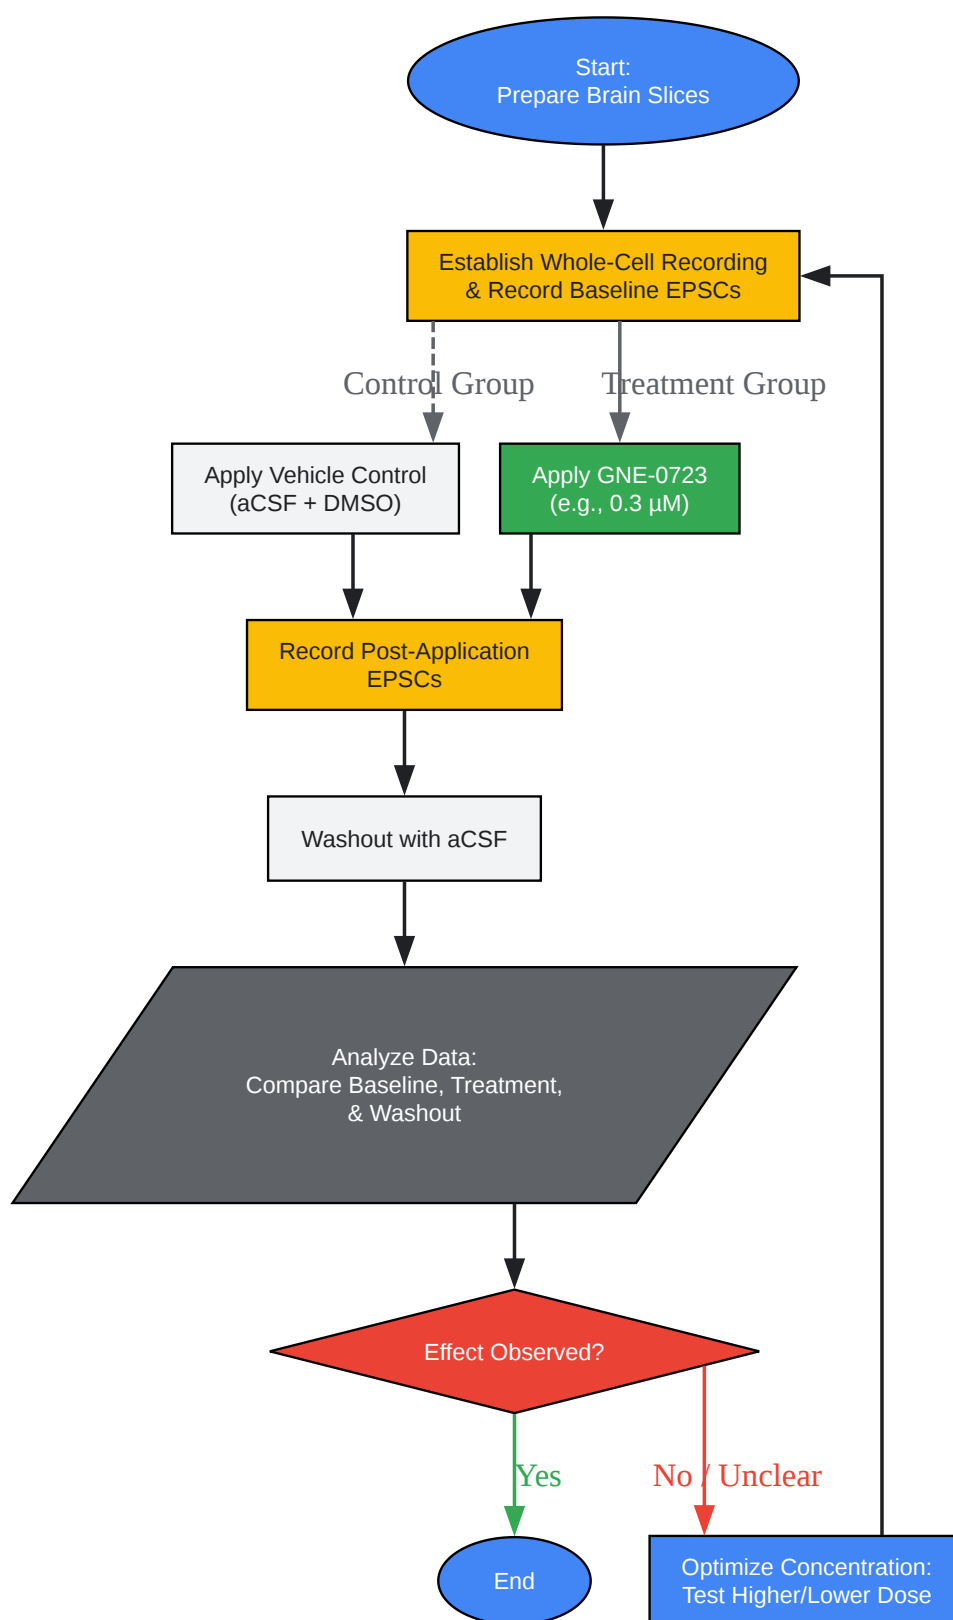 Start:
Prepare Brain Slices
Establish Whole-Cell Recording
& Record Baseline EPSCs
Control Group
Treatment Group
Apply Vehicle Control
(aCSF + DMSO)
Apply GNE-0723
(e.g., 0.3 µM)
Record Post-Application
EPSCs
Washout with aCSF
Analyze Data:
Compare Baseline, Treatment,
& Washout
Effect Observed?
Yes
No / Unclear
End
Optimize Concentration:
Test Higher/Lower Dose